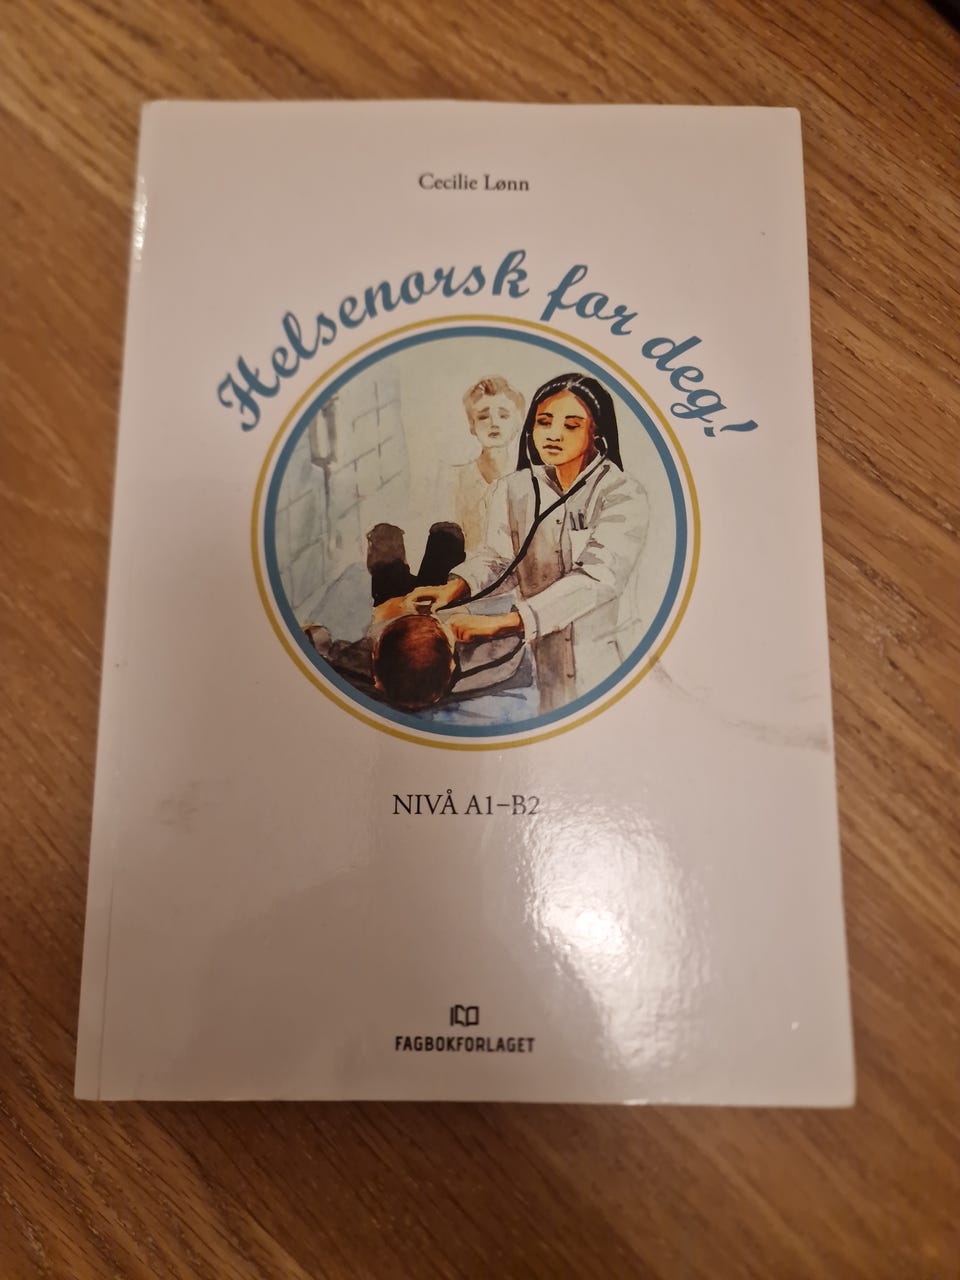 Cecilie Lønn
Helsenorsk for deg!
NIVÅ A1–B2
FAGBOKFORLAGET